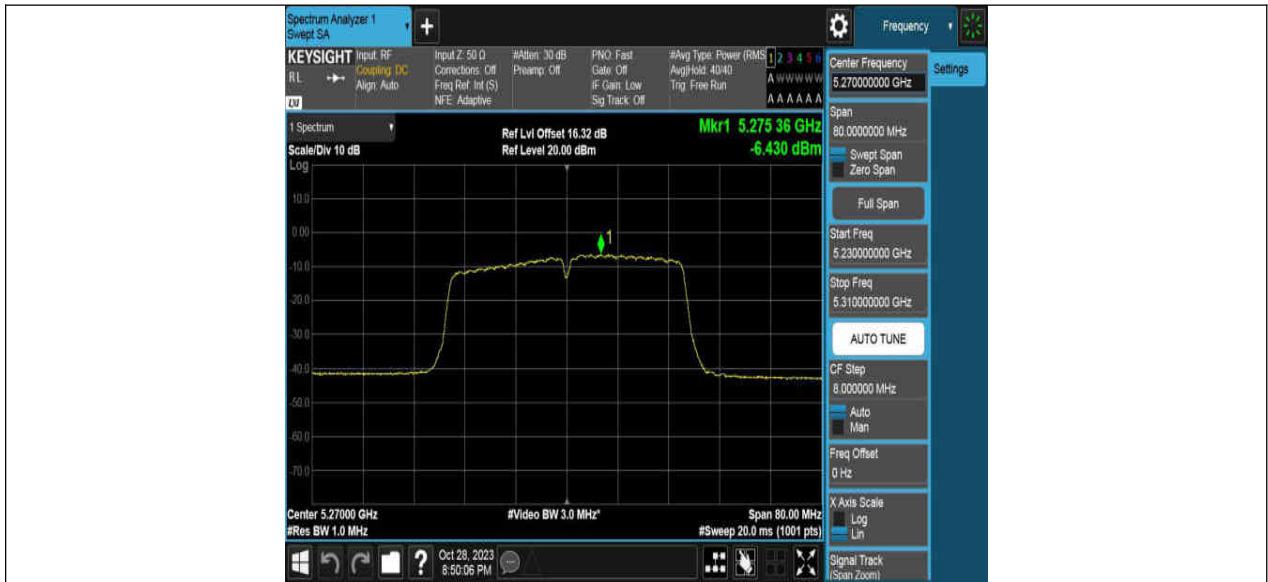 Spectrum Analyzer 1
Swept SA
+
Frequency
KEYSIGHT
RL
LXI
Input: RF
Coupling: DC
Align: Auto
Input Z: 50 Ω
Corrections: Off
Freq Ref: Int (S)
NFE: Adaptive
#Atten: 30 dB
Preamp: Off
PNO: Fast
Gate: Off
IF Gain: Low
Sig Track: Off
#Avg Type: Power (RMS
Avg|Hold: 40/40
Trig: Free Run
1 2 3 4 5 6
A W W W W W
A A A A A A
1 Spectrum
Scale/Div 10 dB
Log
Ref Lvl Offset 16.32 dB
Ref Level 20.00 dBm
Mkr1 5.275 36 GHz
-6.430 dBm
1
10.0
0.00
-10.0
-20.0
-30.0
-40.0
-50.0
-60.0
-70.0
Center 5.27000 GHz
#Res BW 1.0 MHz
#Video BW 3.0 MHz*
Span 80.00 MHz
#Sweep 20.0 ms (1001 pts)
Oct 28, 2023
8:50:06 PM
?
Center Frequency
5.270000000 GHz
Settings
Span
80.0000000 MHz
Swept Span
Zero Span
Full Span
Start Freq
5.230000000 GHz
Stop Freq
5.310000000 GHz
AUTO TUNE
CF Step
8.000000 MHz
Auto
Man
Freq Offset
0 Hz
X Axis Scale
Log
Lin
Signal Track
(Span Zoom)